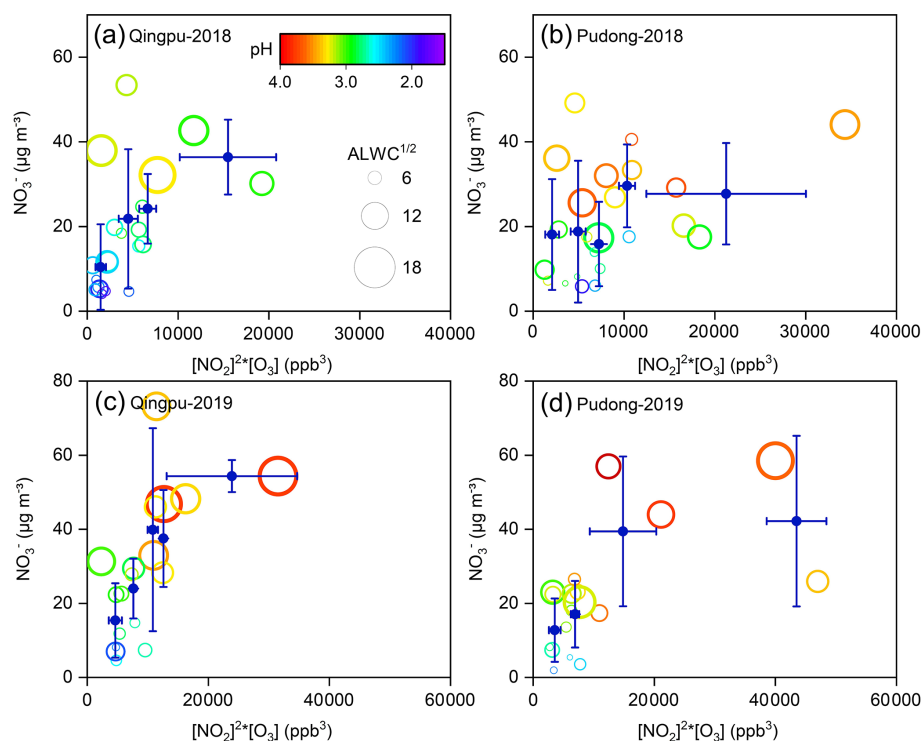 (a) Qingpu-2018
pH
4.0 3.0 2.0
ALWC¹ᐟ²
6
12
18
NO₃⁻ (μg m⁻³)
60
40
20
0
0 10000 20000 30000 40000
[NO₂]²*[O₃] (ppb³)
(b) Pudong-2018
NO₃⁻ (μg m⁻³)
60
40
20
0
0 10000 20000 30000 40000
[NO₂]²*[O₃] (ppb³)
(c) Qingpu-2019
NO₃⁻ (μg m⁻³)
80
60
40
20
0
0 20000 40000 60000
[NO₂]²*[O₃] (ppb³)
(d) Pudong-2019
NO₃⁻ (μg m⁻³)
80
60
40
20
0
0 20000 40000 60000
[NO₂]²*[O₃] (ppb³)